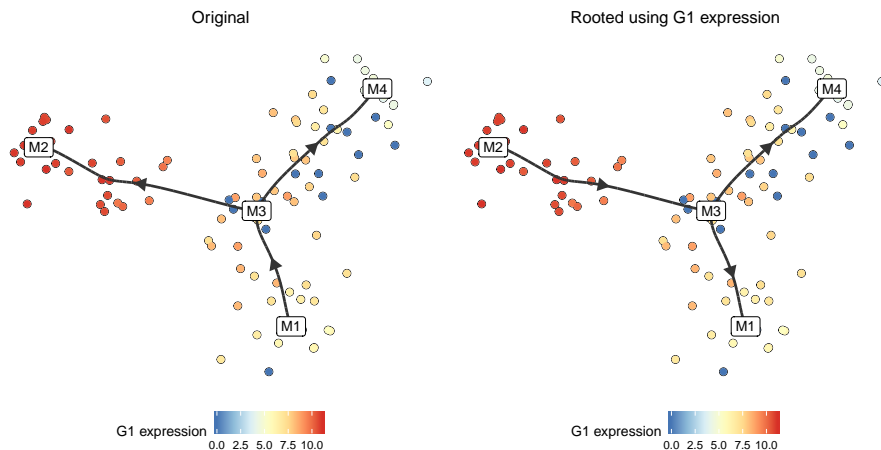 Original
M4
M2
M3
M1
G1 expression
0.0 2.5 5.0 7.5 10.0
Rooted using G1 expression
M4
M2
M3
M1
G1 expression
0.0 2.5 5.0 7.5 10.0